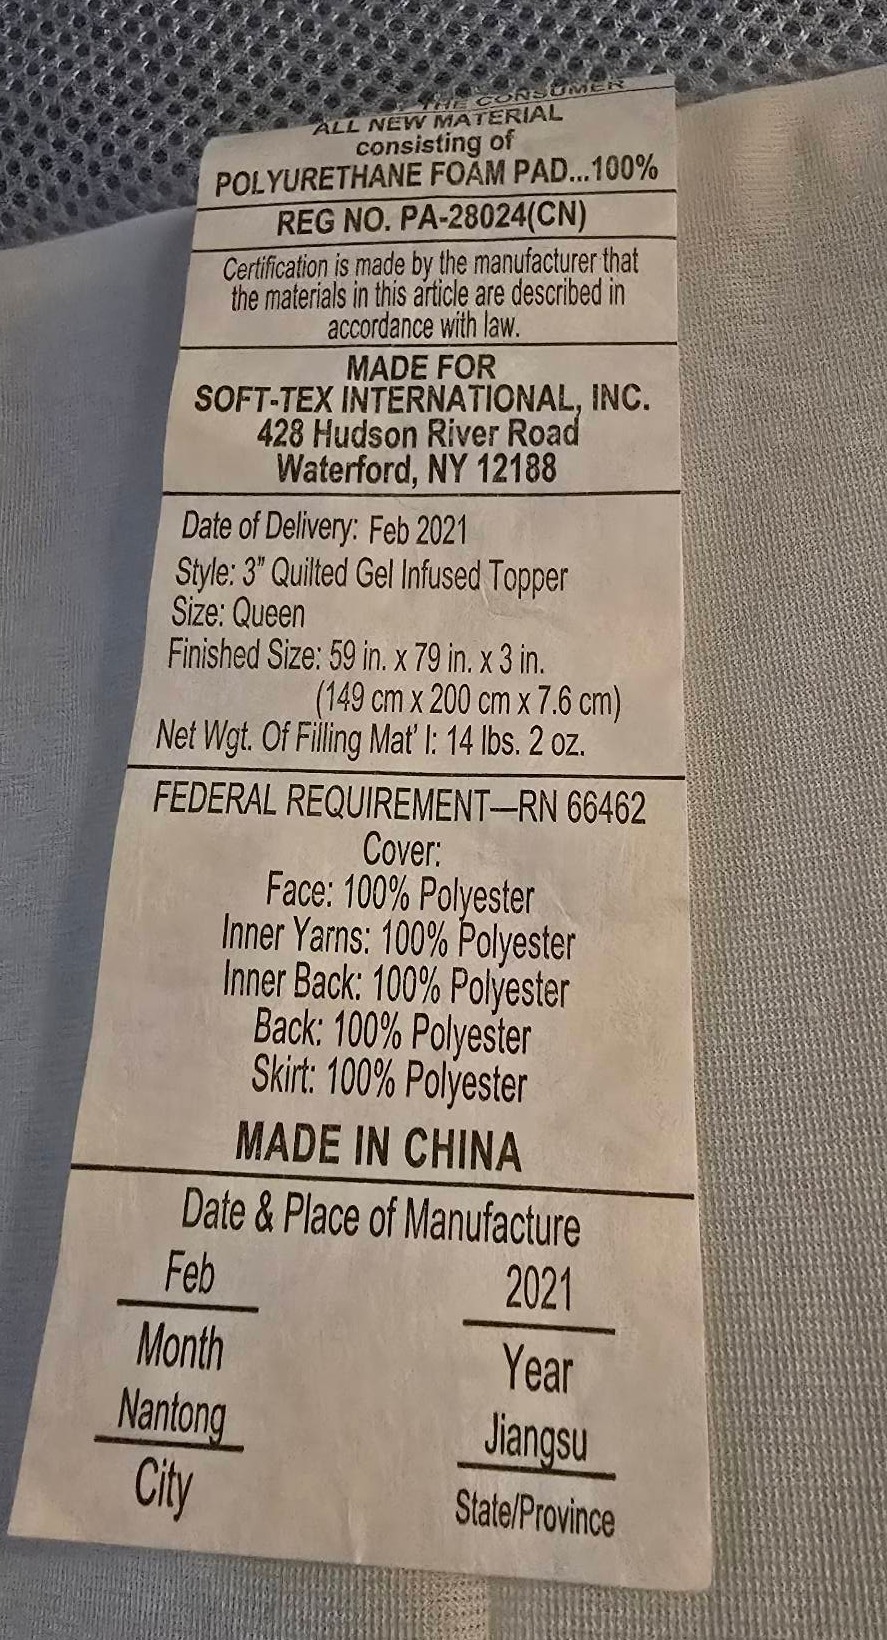 THE CONSUMER
ALL NEW MATERIAL
consisting of
POLYURETHANE FOAM PAD...100%
REG NO. PA-28024(CN)
Certification is made by the manufacturer that
the materials in this article are described in
accordance with law.
MADE FOR
SOFT-TEX INTERNATIONAL, INC.
428 Hudson River Road
Waterford, NY 12188
Date of Delivery: Feb 2021
Style: 3" Quilted Gel Infused Topper
Size: Queen
Finished Size: 59 in. x 79 in. x 3 in.
(149 cm x 200 cm x 7.6 cm)
Net Wgt. Of Filling Mat' l: 14 lbs. 2 oz.
FEDERAL REQUIREMENT—RN 66462
Cover:
Face: 100% Polyester
Inner Yarns: 100% Polyester
Inner Back: 100% Polyester
Back: 100% Polyester
Skirt: 100% Polyester
MADE IN CHINA
Date & Place of Manufacture
Feb 2021
Month Year
Nantong Jiangsu
City State/Province